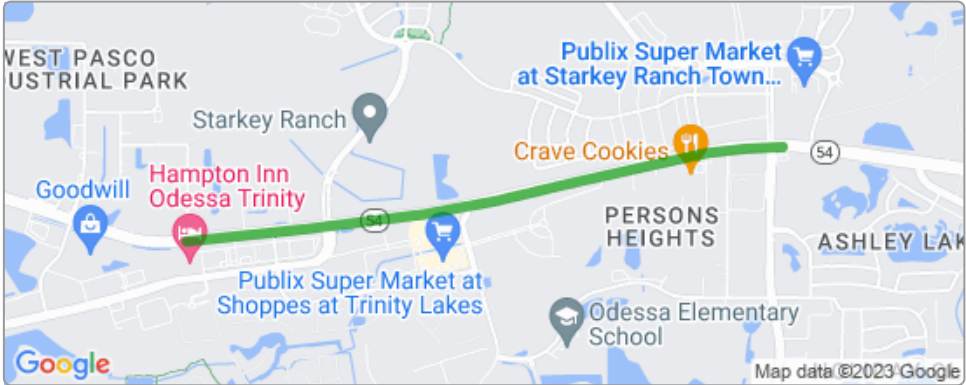 WEST PASCO
USTRIAL PARK
Publix Super Market
at Starkey Ranch Town...
Starkey Ranch
Crave Cookies
54
Hampton Inn
Odessa Trinity
Goodwill
54
PERSONS
HEIGHTS
ASHLEY LAK
Publix Super Market at
Shoppes at Trinity Lakes
Odessa Elementary
School
Google
Map data ©2023 Google